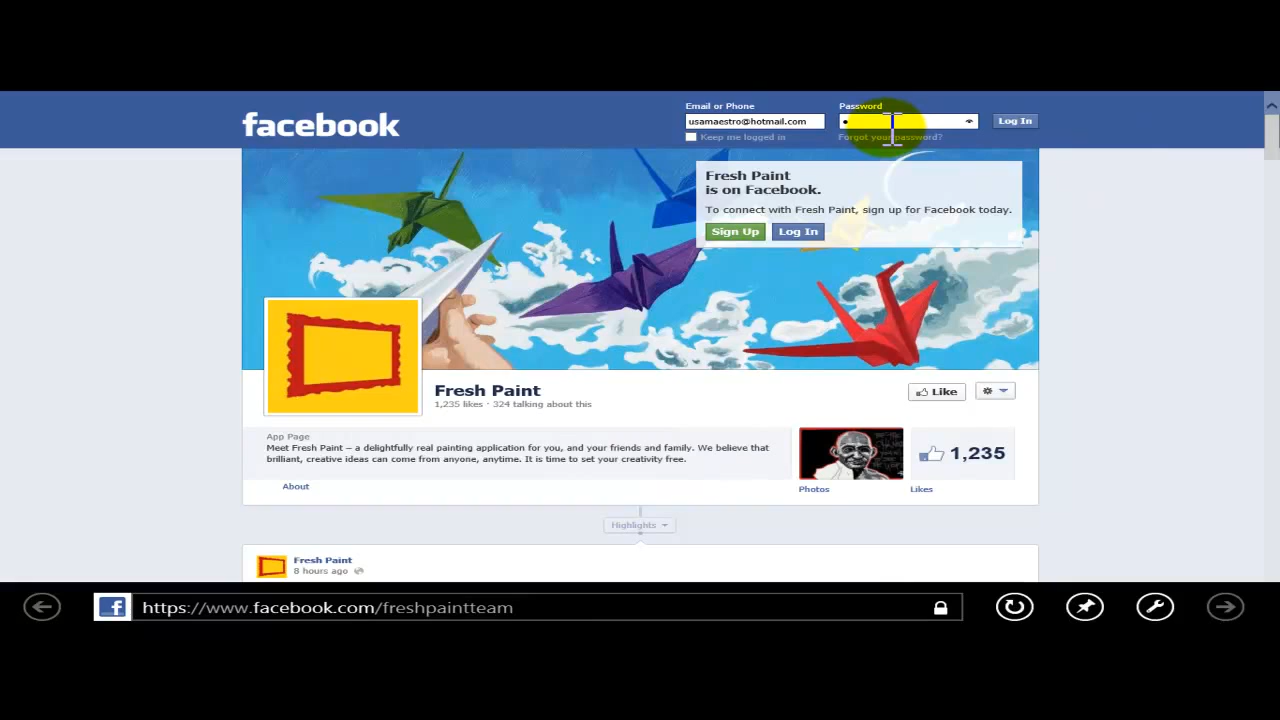 facebook
Email or Phone
Password
usamaestro@hotmail.com
Log In
Keep me logged in
Forgot your password?
Fresh Paint
is on Facebook.
To connect with Fresh Paint, sign up for Facebook today.
Sign Up
Log In
Fresh Paint
1,235 likes · 324 talking about this
Like
App Page
Meet Fresh Paint – a delightfully real painting application for you, and your friends and family. We believe that
brilliant, creative ideas can come from anyone, anytime. It is time to set your creativity free.
About
1,235
Photos
Likes
Highlights
Fresh Paint
8 hours ago
https://www.facebook.com/freshpaintteam